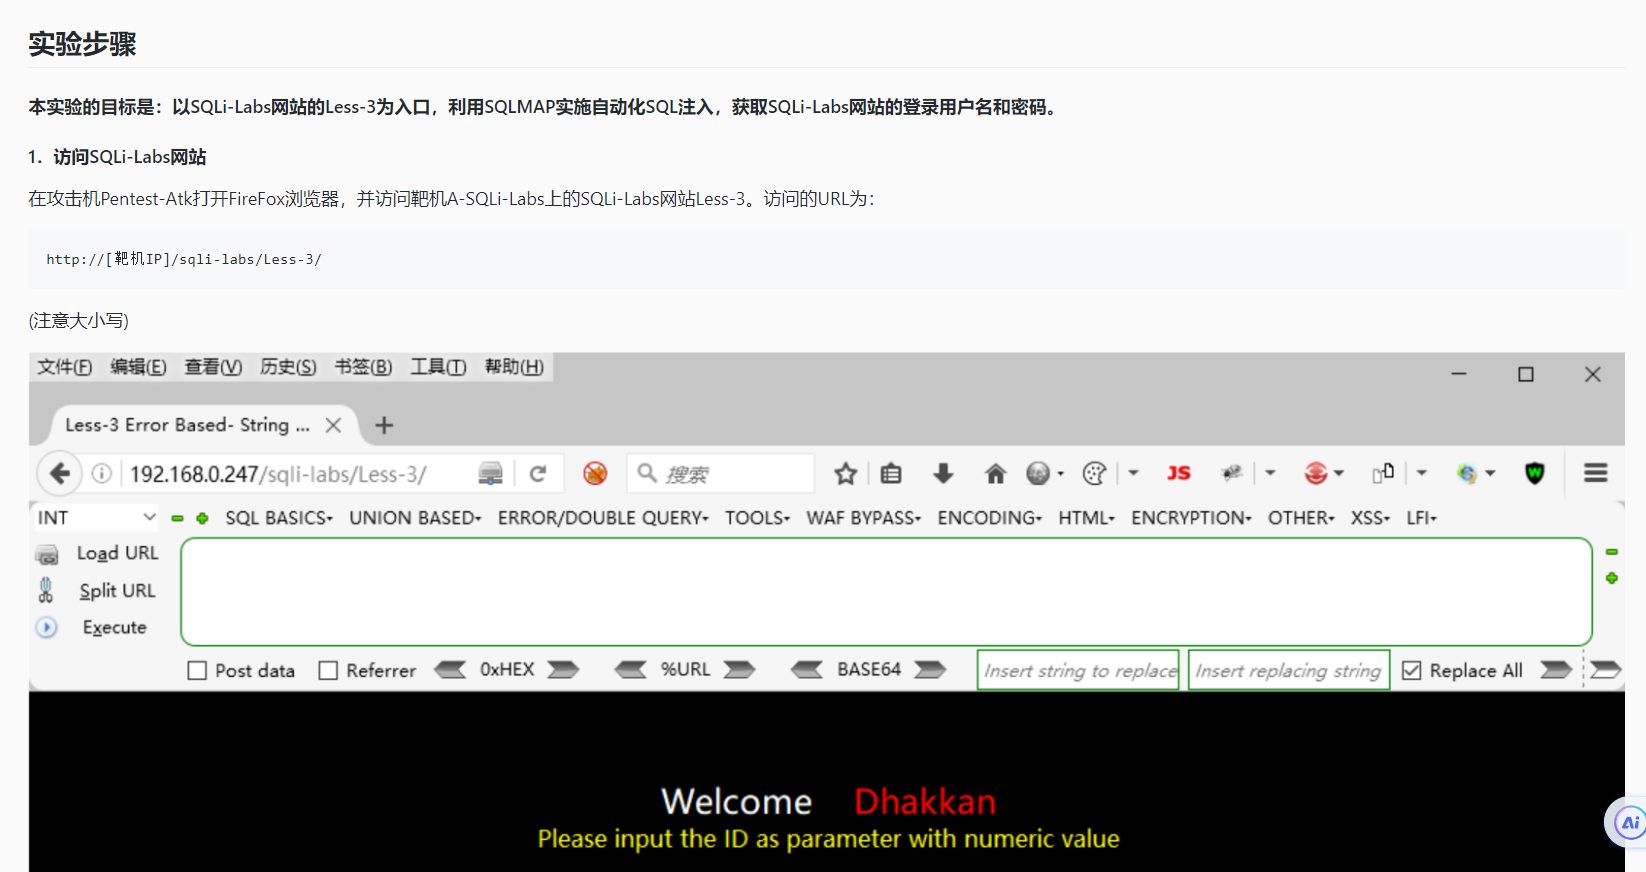 实验步骤
本实验的目标是：以SQLi-Labs网站的Less-3为入口，利用SQLMAP实施自动化SQL注入，获取SQLi-Labs网站的登录用户名和密码。
1．访问SQLi-Labs网站
在攻击机Pentest-Atk打开FireFox浏览器，并访问靶机A-SQLi-Labs上的SQLi-Labs网站Less-3。访问的URL为：
http://[靶机IP]/sqli-labs/Less-3/
(注意大小写)
文件(F) 编辑(E) 查看(V) 历史(S) 书签(B) 工具(T) 帮助(H)
Less-3 Error Based- String ...
192.168.0.247/sqli-labs/Less-3/ 搜索 JS W
INT SQL BASICS UNION BASED ERROR/DOUBLE QUERY TOOLS WAF BYPASS ENCODING HTML ENCRYPTION OTHER XSS LFI
Load URL
Split URL
Execute
Post data Referrer 0xHEX %URL BASE64 Insert string to replace Insert replacing string Replace All
Welcome Dhakkan
Please input the ID as parameter with numeric value
Ai